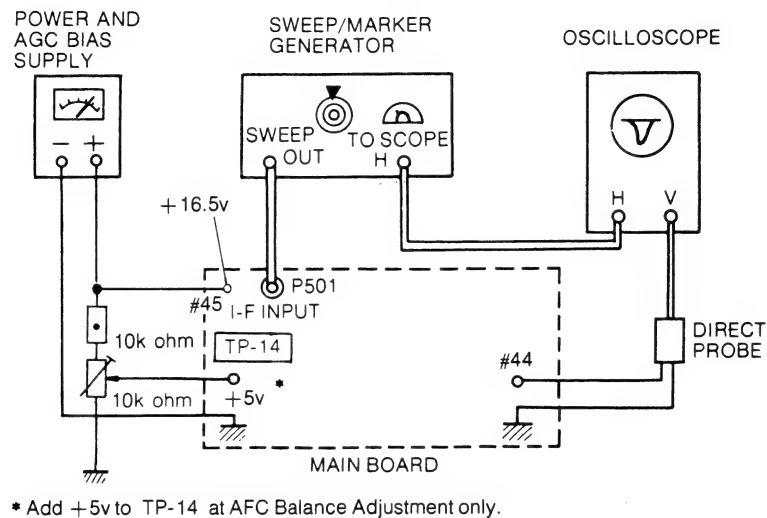 POWER AND
AGC BIAS
SUPPLY
SWEEP/MARKER
GENERATOR
OSCILLOSCOPE
− +
SWEEP
OUT
TO SCOPE
H
H V
+16.5v
#45
P501
I-F INPUT
10k ohm
TP-14
#44
DIRECT
PROBE
10k ohm
+5v *
MAIN BOARD
* Add +5v to TP-14 at AFC Balance Adjustment only.